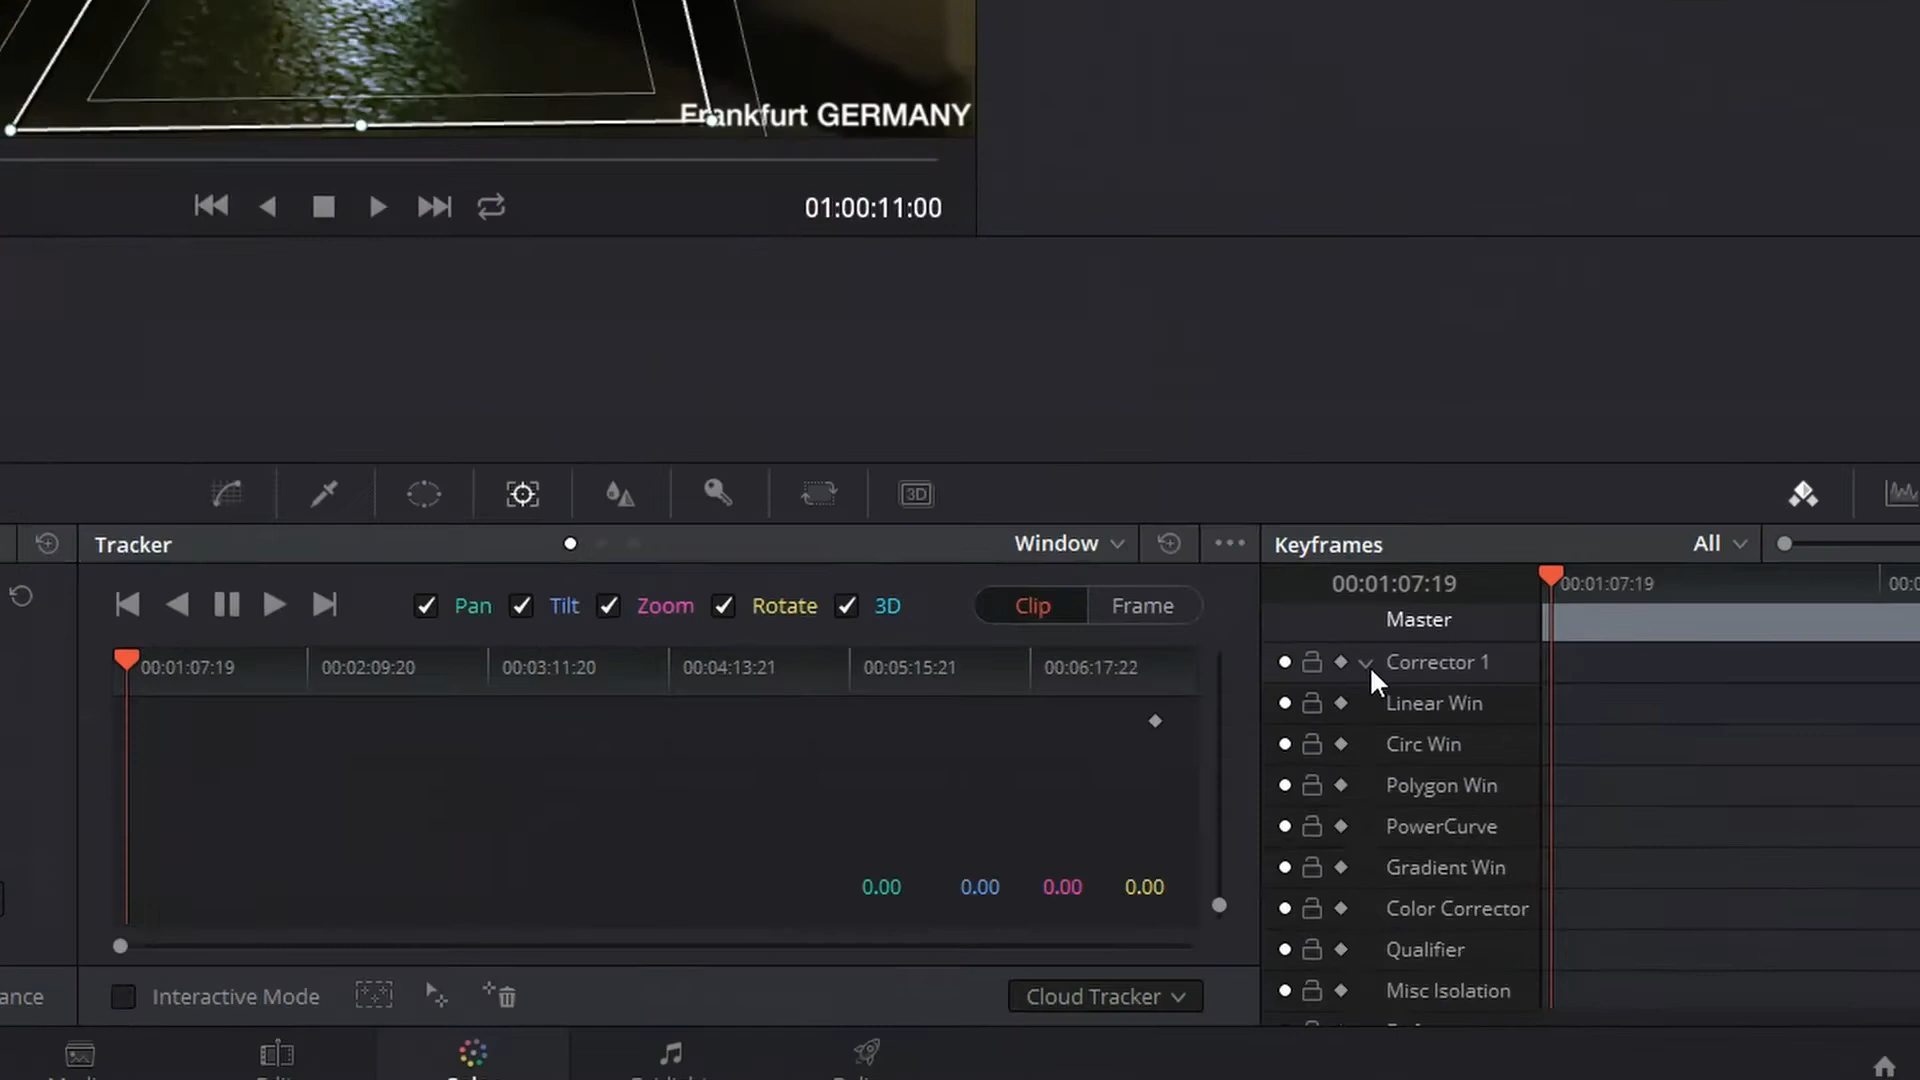 Frankfurt GERMANY
01:00:11:00
3D
Tracker
Window
Keyframes
All
Pan
Tilt
Zoom
Rotate
3D
Clip
Frame
00:01:07:19
00:01:07:19
Master
00:01:07:19
00:02:09:20
00:03:11:20
00:04:13:21
00:05:15:21
00:06:17:22
Corrector 1
Linear Win
Circ Win
Polygon Win
PowerCurve
Gradient Win
Color Corrector
Qualifier
Misc Isolation
0.00
0.00
0.00
0.00
Interactive Mode
Cloud Tracker